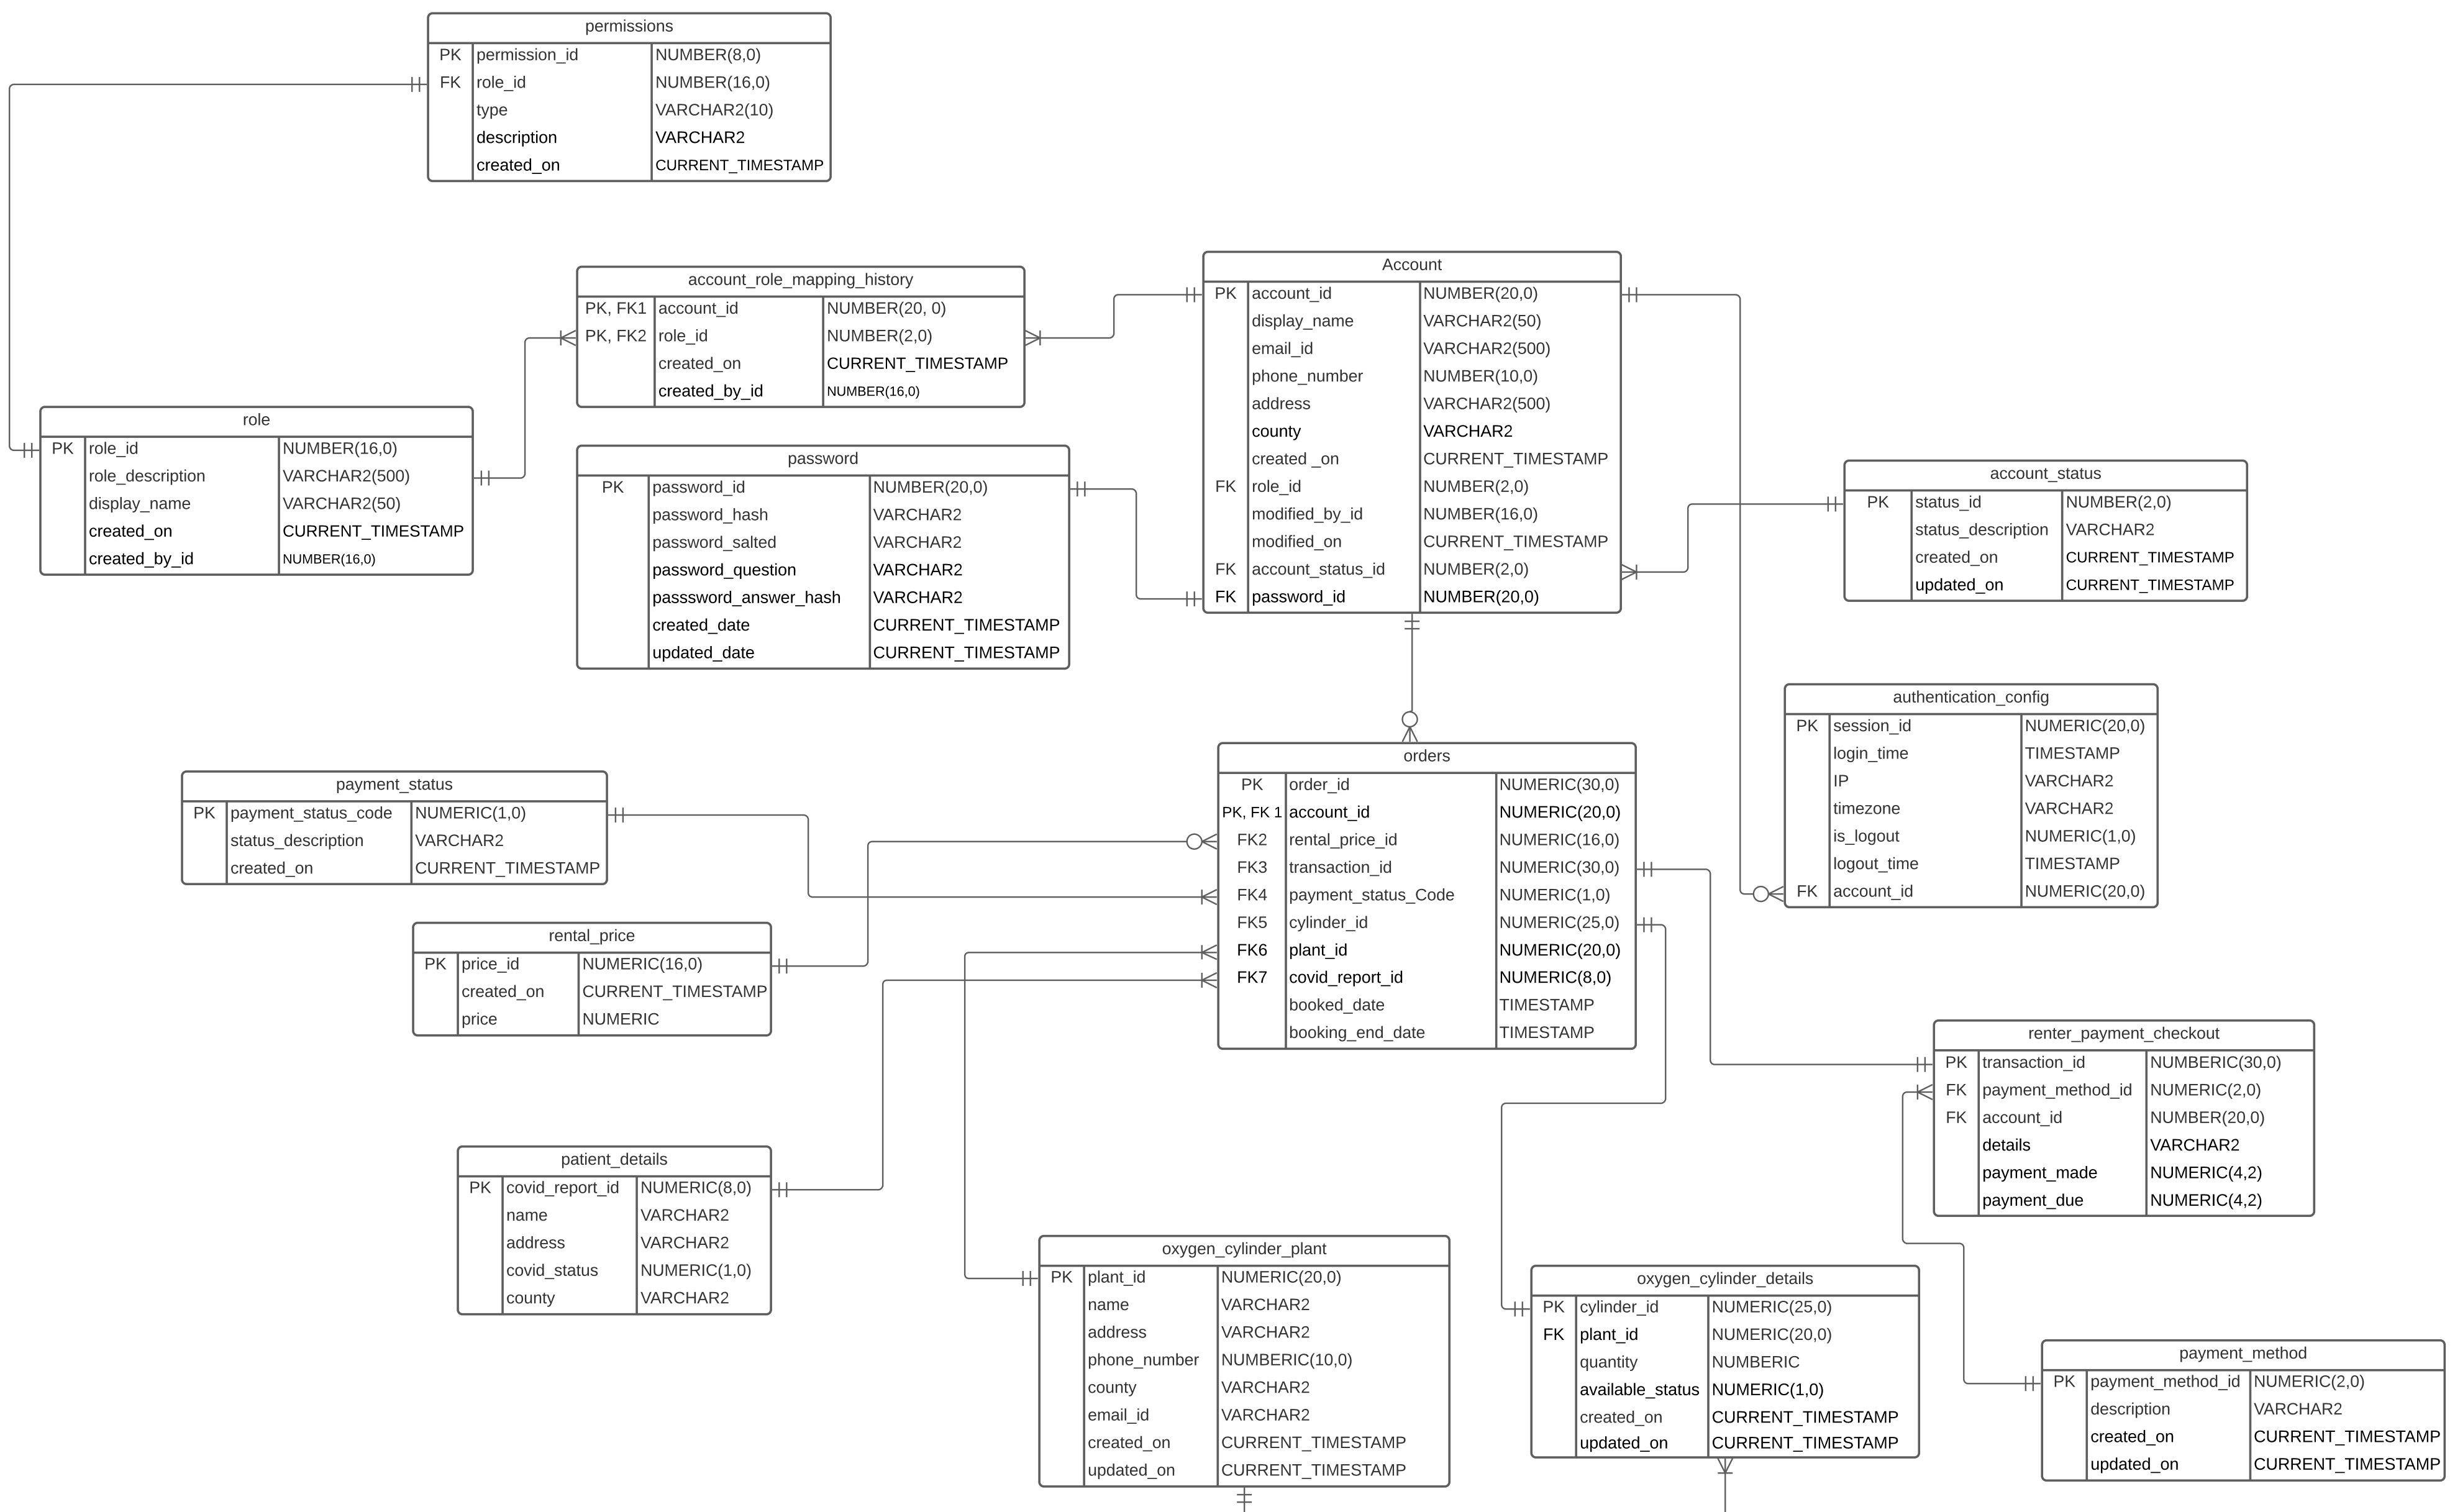 permissions
PK permission_id NUMBER(8,0)
FK role_id NUMBER(16,0)
type VARCHAR2(10)
description VARCHAR2
created_on CURRENT_TIMESTAMP
account_role_mapping_history
PK, FK1 account_id NUMBER(20, 0)
PK, FK2 role_id NUMBER(2,0)
created_on CURRENT_TIMESTAMP
created_by_id NUMBER(16,0)
Account
PK account_id NUMBER(20,0)
display_name VARCHAR2(50)
email_id VARCHAR2(500)
phone_number NUMBER(10,0)
address VARCHAR2(500)
county VARCHAR2
created _on CURRENT_TIMESTAMP
FK role_id NUMBER(2,0)
modified_by_id NUMBER(16,0)
modified_on CURRENT_TIMESTAMP
FK account_status_id NUMBER(2,0)
FK password_id NUMBER(20,0)
role
PK role_id NUMBER(16,0)
role_description VARCHAR2(500)
display_name VARCHAR2(50)
created_on CURRENT_TIMESTAMP
created_by_id NUMBER(16,0)
password
PK password_id NUMBER(20,0)
password_hash VARCHAR2
password_salted VARCHAR2
password_question VARCHAR2
passsword_answer_hash VARCHAR2
created_date CURRENT_TIMESTAMP
updated_date CURRENT_TIMESTAMP
account_status
PK status_id NUMBER(2,0)
status_description VARCHAR2
created_on CURRENT_TIMESTAMP
updated_on CURRENT_TIMESTAMP
authentication_config
PK session_id NUMERIC(20,0)
login_time TIMESTAMP
IP VARCHAR2
timezone VARCHAR2
is_logout NUMERIC(1,0)
logout_time TIMESTAMP
FK account_id NUMERIC(20,0)
orders
PK order_id NUMERIC(30,0)
PK, FK 1 account_id NUMERIC(20,0)
FK2 rental_price_id NUMERIC(16,0)
FK3 transaction_id NUMERIC(30,0)
FK4 payment_status_Code NUMERIC(1,0)
FK5 cylinder_id NUMERIC(25,0)
FK6 plant_id NUMERIC(20,0)
FK7 covid_report_id NUMERIC(8,0)
booked_date TIMESTAMP
booking_end_date TIMESTAMP
payment_status
PK payment_status_code NUMERIC(1,0)
status_description VARCHAR2
created_on CURRENT_TIMESTAMP
rental_price
PK price_id NUMERIC(16,0)
created_on CURRENT_TIMESTAMP
price NUMERIC
renter_payment_checkout
PK transaction_id NUMBERIC(30,0)
FK payment_method_id NUMERIC(2,0)
FK account_id NUMBER(20,0)
details VARCHAR2
payment_made NUMERIC(4,2)
payment_due NUMERIC(4,2)
patient_details
PK covid_report_id NUMERIC(8,0)
name VARCHAR2
address VARCHAR2
covid_status NUMERIC(1,0)
county VARCHAR2
oxygen_cylinder_plant
PK plant_id NUMERIC(20,0)
name VARCHAR2
address VARCHAR2
phone_number NUMBERIC(10,0)
county VARCHAR2
email_id VARCHAR2
created_on CURRENT_TIMESTAMP
updated_on CURRENT_TIMESTAMP
oxygen_cylinder_details
PK cylinder_id NUMERIC(25,0)
FK plant_id NUMERIC(20,0)
quantity NUMBERIC
available_status NUMERIC(1,0)
created_on CURRENT_TIMESTAMP
updated_on CURRENT_TIMESTAMP
payment_method
PK payment_method_id NUMERIC(2,0)
description VARCHAR2
created_on CURRENT_TIMESTAMP
updated_on CURRENT_TIMESTAMP